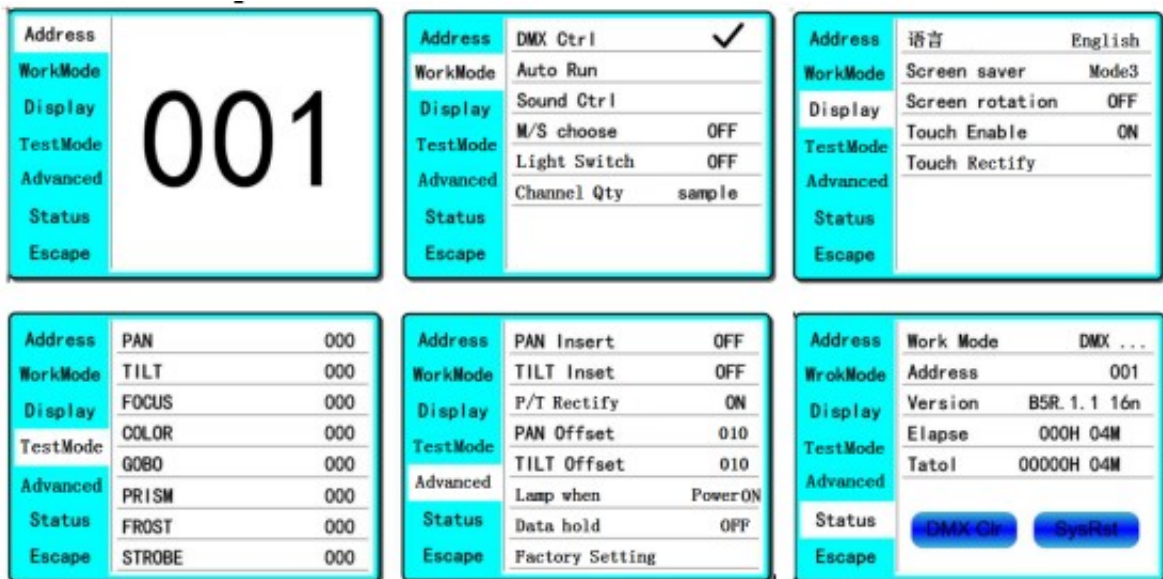 Address
WorkMode
Display
TestMode
Advanced
Status
Escape
001
Address
WorkMode
Display
TestMode
Advanced
Status
Escape
DMX Ctrl ✓
Auto Run
Sound Ctrl
M/S choose OFF
Light Switch OFF
Channel Qty sample
Address
WorkMode
Display
TestMode
Advanced
Status
Escape
语言 English
Screen saver Mode3
Screen rotation OFF
Touch Enable ON
Touch Rectify
Address
WorkMode
Display
TestMode
Advanced
Status
Escape
PAN 000
TILT 000
FOCUS 000
COLOR 000
GOBO 000
PRISM 000
FROST 000
STROBE 000
Address
WorkMode
Display
TestMode
Advanced
Status
Escape
PAN Insert OFF
TILT Inset OFF
P/T Rectify ON
PAN Offset 010
TILT Offset 010
Lamp when PowerON
Data hold OFF
Factory Setting
Address
WrokMode
Display
TestMode
Advanced
Status
Escape
Work Mode DMX ...
Address 001
Version B5R.1.1 16n
Elapse 000H 04M
Tatol 00000H 04M
DMX Clr SysRst